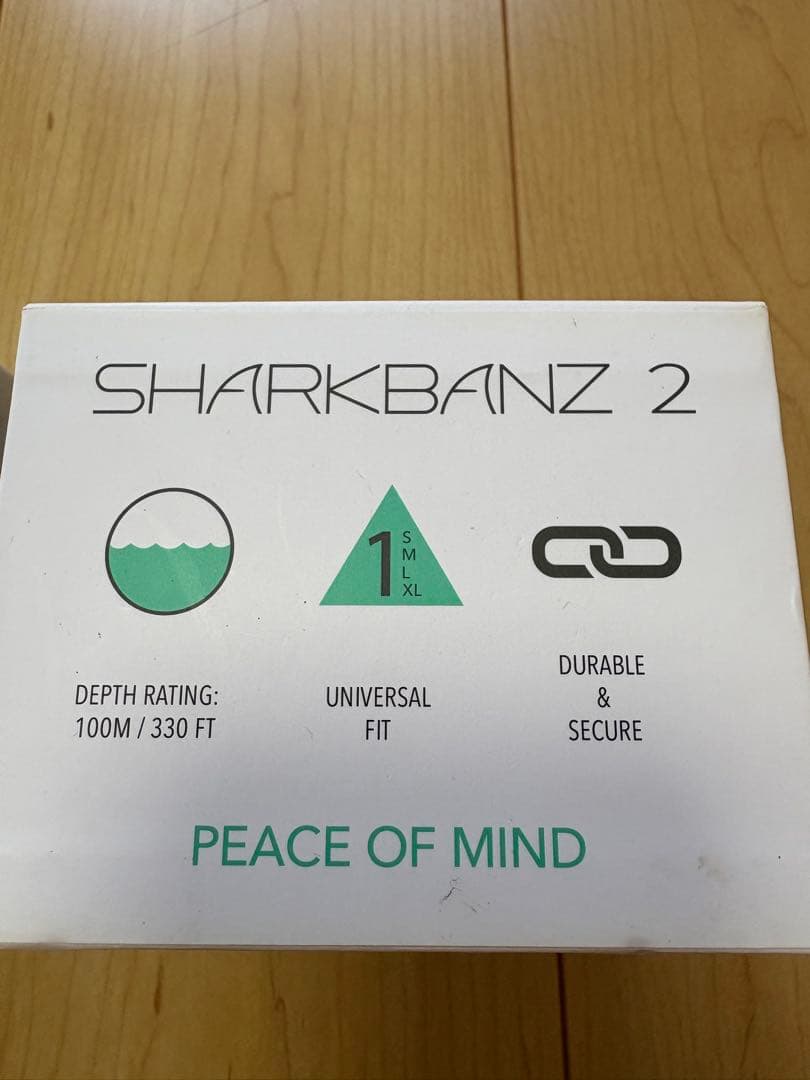 SHARKBANZ 2
1
S
M
L
XL
DEPTH RATING:
100M / 330 FT
UNIVERSAL
FIT
DURABLE
&
SECURE
PEACE OF MIND